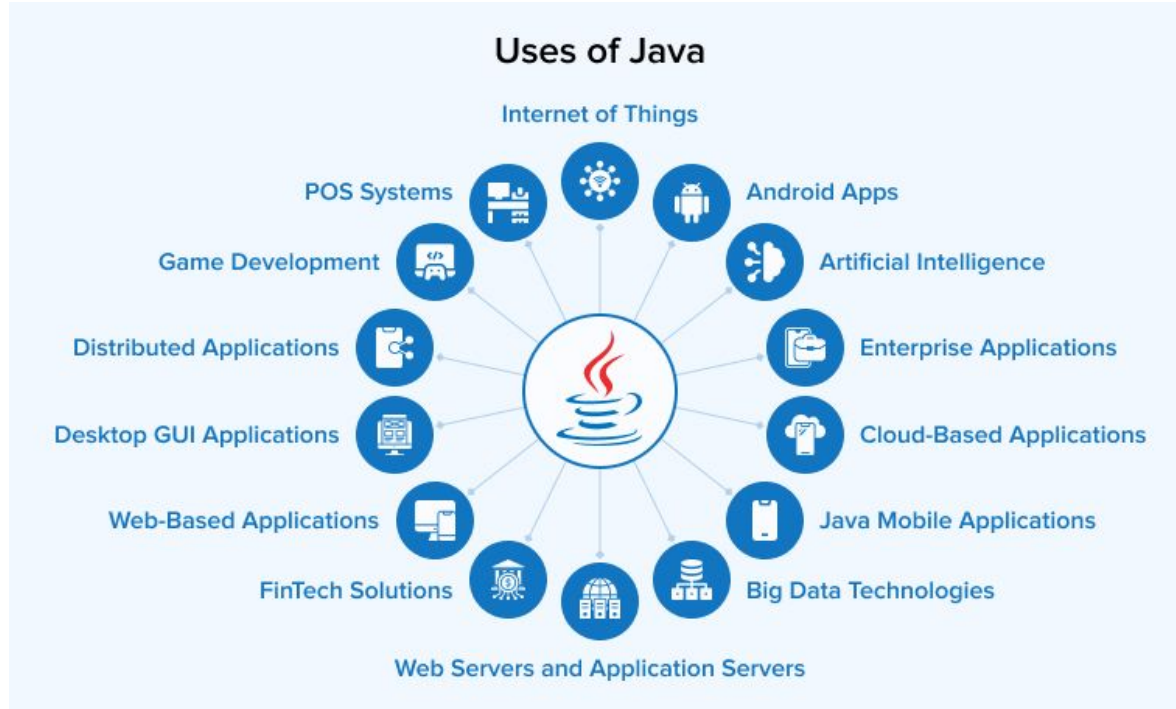 Uses of Java
Internet of Things
POS Systems
Android Apps
Game Development
Artificial Intelligence
Distributed Applications
Enterprise Applications
Desktop GUI Applications
Cloud-Based Applications
Web-Based Applications
Java Mobile Applications
FinTech Solutions
Big Data Technologies
Web Servers and Application Servers